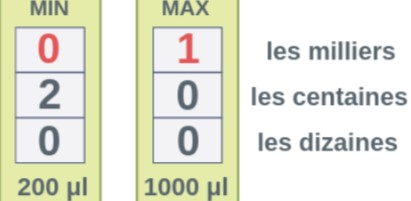 MIN MAX
0 1 les milliers
2 0 les centaines
0 0 les dizaines
200 µl 1000 µl